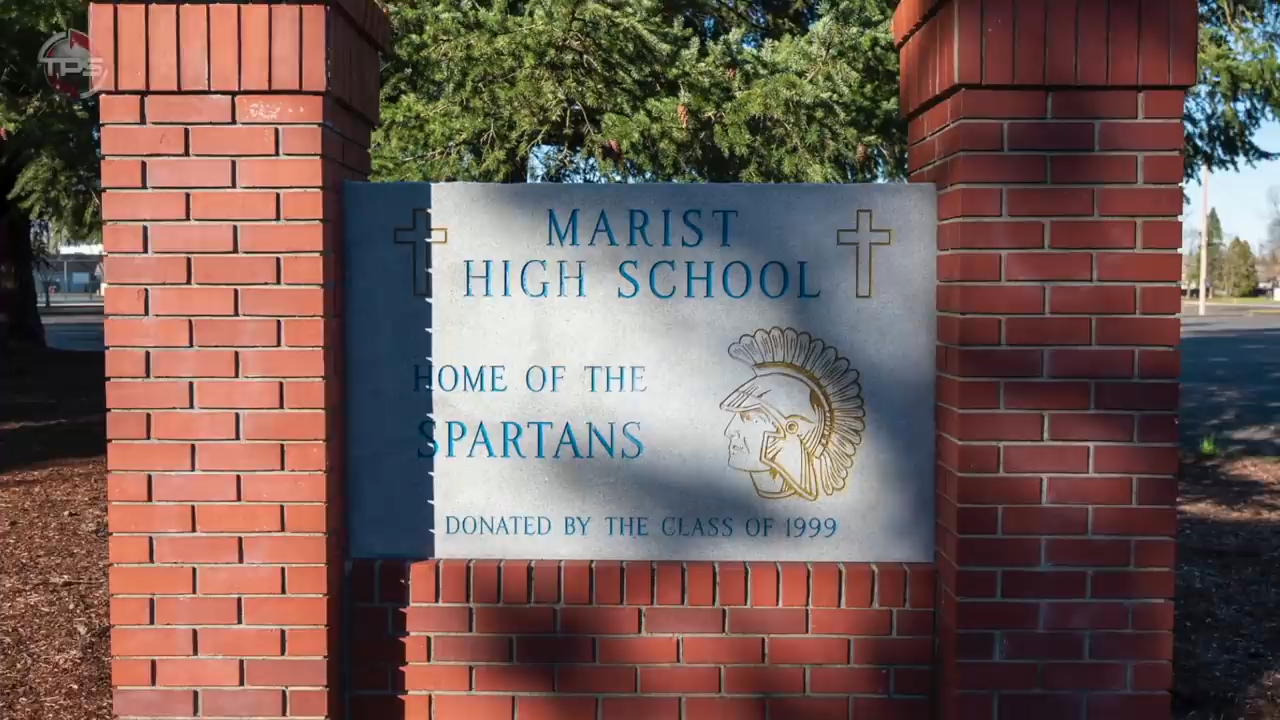 TPS
MARIST
HIGH SCHOOL
HOME OF THE
SPARTANS
DONATED BY THE CLASS OF 1999